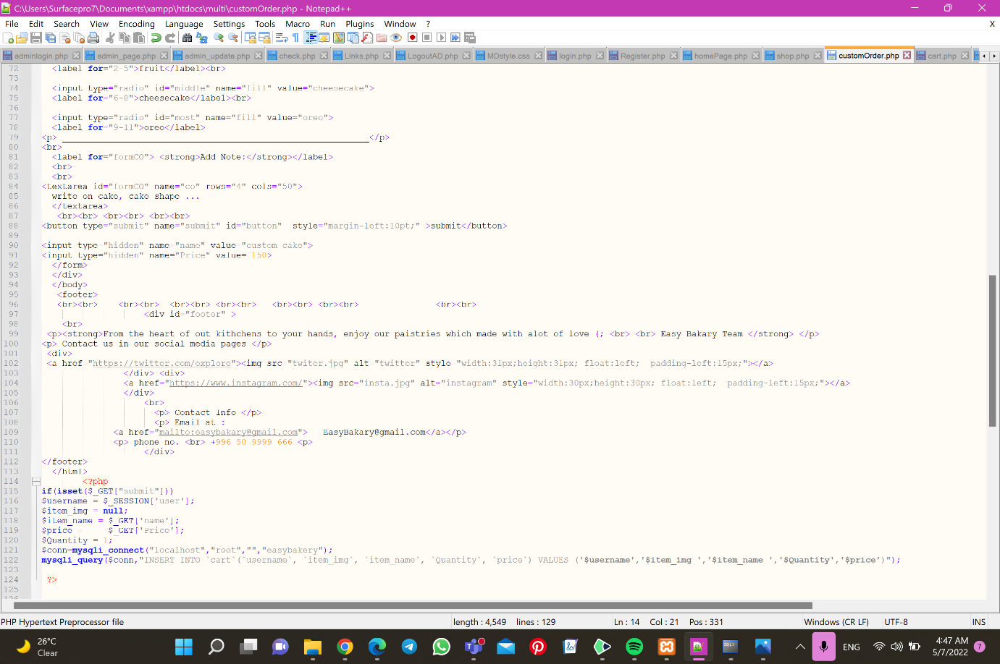 C:\Users\Surfacepro7\Documents\xampp\htdocs\multi\customOrder.php - Notepad++
File Edit Search View Encoding Language Settings Tools Macro Run Plugins Window ? X
adminlogin.php admin_page.php admin_update.php check.php Links.php LogoutAD.php MDstyle.css login.php Register.php homePage.php shop.php customOrder.php cart.php
72 <label for="2-5">fruit</label><br>
73
74 <input type="radio" id="middle" name="fill" value="cheesecake">
75 <label for="6-8">cheesecake</label><br>
76
77 <input type="radio" id="most" name="fill" value="oreo">
78 <label for="9-11">oreo</label>
79 <p> ____________________________________________________________</p>
80 <br>
81 <label for="formCO"> <strong>Add Note:</strong></label>
82 <br>
83 <br>
84 <textarea id="formCO" name="co" rows="4" cols="50">
85 write on cake, cake shape ...
86 </textarea>
87 <br><br> <br><br> <br><br>
88 <button type="submit" name="submit" id="button" style="margin-left:10pt;" >submit</button>
89
90 <input type="hidden" name="name" value="custom cake">
91 <input type="hidden" name="Price" value= 150>
92 </form>
93 </div>
94 </body>
95 <footer>
96 <br><br> <br><br> <br><br> <br><br> <br><br> <br><br> <br><br>
97 <div id="footer" >
98 <br>
99 <p><strong>From the heart of out kithchens to your hands, enjoy our paistries which made with alot of love (; <br> <br> Easy Bakary Team </strong> </p>
100 <p> Contact us in our social media pages </p>
101 <div>
102 <a href="https://twitter.com/explore"><img src="twiter.jpg" alt="twitter" style="width:31px;height:31px; float:left; padding-left:15px;"></a>
103 </div> <div>
104 <a href="https://www.instagram.com/"><img src="insta.jpg" alt="instagram" style="width:30px;height:30px; float:left; padding-left:15px;"></a>
105 </div>
106 <br>
107 <p> Contact Info </p>
108 <p> Email at :
109 <a href="mailto:easybakary@gmail.com"> EasyBakary@gmail.com</a></p>
110 <p> phone no. <br> +996 50 9999 666 <p>
111 </div>
112 </footer>
113 </html>
114 <?php
115 if(isset($_GET["submit"]))
116 $username = $_SESSION['user'];
117 $item_img = null;
118 $item_name = $_GET['name'];
119 $price = $_GET['Price'];
120 $Quantity = 1;
121 $conn=mysqli_connect("localhost","root","","easybakery");
122 mysqli_query($conn,"INSERT INTO `cart`(`username`, `item_img`, `item_name`, `Quantity`, `price`) VALUES ('$username','$item_img ','$item_name ','$Quantity','$price')");
123
124 ?>
125
126
PHP Hypertext Preprocessor file length : 4,549 lines : 129 Ln : 14 Col : 21 Pos : 331 Windows (CR LF) UTF-8 INS
26°C
Clear
ENG
4:47 AM
5/7/2022
7